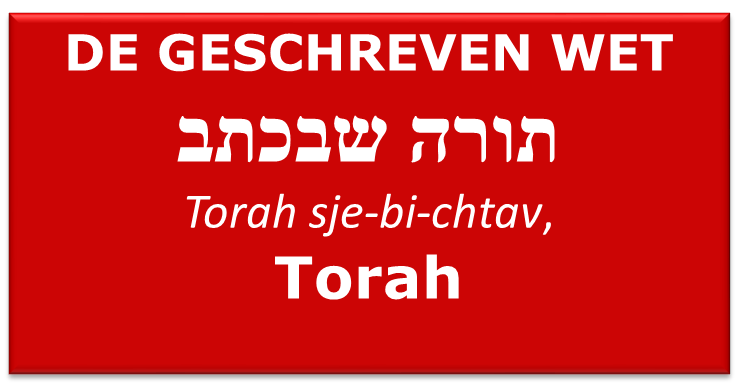 DE GESCHREVEN WET
תורה שבכתב
Torah sje-bi-chtav,
Torah